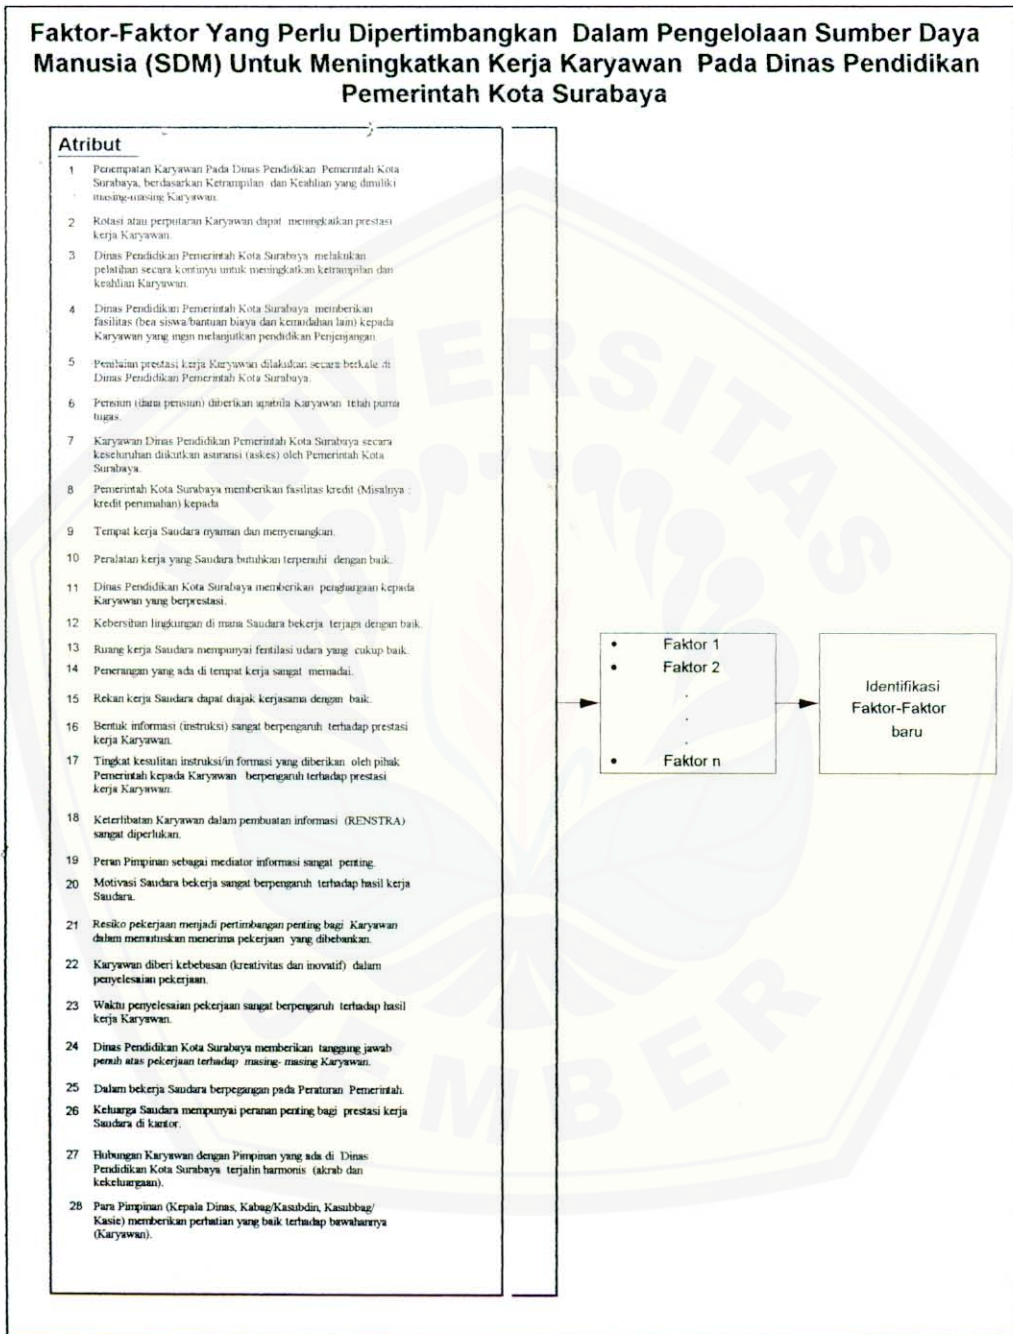 Faktor-Faktor Yang Perlu Dipertimbangkan Dalam Pengelolaan Sumber Daya
Manusia (SDM) Untuk Meningkatkan Kerja Karyawan Pada Dinas Pendidikan
Pemerintah Kota Surabaya
Atribut
1 Penempatan Karyawan Pada Dinas Pendidikan Pemerintah Kota
Surabaya, berdasarkan Ketrampilan dan Keahlian yang dimiliki
masing-masing Karyawan.
2 Rotasi atau perputaran Karyawan dapat meningkatkan prestasi
kerja Karyawan.
3 Dinas Pendidikan Pemerintah Kota Surabaya melakukan
pelatihan secara kontinyu untuk meningkatkan ketrampilan dan
keahlian Karyawan.
4 Dinas Pendidikan Pemerintah Kota Surabaya memberikan
fasilitas (bea siswa/bantuan biaya dan kemudahan lain) kepada
Karyawan yang ingin melanjutkan pendidikan Penjenjangan.
5 Penilaian prestasi kerja Karyawan dilakukan secara berkale di
Dinas Pendidikan Pemerintah Kota Surabaya.
6 Pensiun (dana pensiun) diberikan apabila Karyawan telah purna
tugas.
7 Karyawan Dinas Pendidikan Pemerintah Kota Surabaya secara
keseluruhan diikutkan asuransi (askes) oleh Pemerintah Kota
Surabaya.
8 Pemerintah Kota Surabaya memberikan fasilitas kredit (Misalnya :
kredit perumahan) kepada
9 Tempat kerja Saudara nyaman dan menyenangkan.
10 Peralatan kerja yang Saudara butuhkan terpenuhi dengan baik.
11 Dinas Pendidikan Kota Surabaya memberikan penghargaan kepada
Karyawan yang berprestasi.
12 Kebersihan lingkungan di mana Saudara bekerja terjaga dengan baik.
13 Ruang kerja Saudara mempunyai fentilasi udara yang cukup baik.
14 Penerangan yang ada di tempat kerja sangat memadai.
15 Rekan kerja Saudara dapat diajak kerjasama dengan baik.
16 Bentuk informasi (instruksi) sangat berpengaruh terhadap prestasi
kerja Karyawan.
17 Tingkat kesulitan instruksi/in formasi yang diberikan oleh pihak
Pemerintah kepada Karyawan berpengaruh terhadap prestasi
kerja Karyawan.
18 Keterlibatan Karyawan dalam pembuatan informasi (RENSTRA)
sangat diperlukan.
19 Peran Pimpinan sebagai mediator informasi sangat penting.
20 Motivasi Saudara bekerja sangat berpengaruh terhadap hasil kerja
Saudara.
21 Resiko pekerjaan menjadi pertimbangan penting bagi Karyawan
dalam memutuskan menerima pekerjaan yang dibebankan.
22 Karyawan diberi kebebasan (kreativitas dan inovatif) dalam
penyelesaian pekerjaan.
23 Waktu penyelesaian pekerjaan sangat berpengaruh terhadap hasil
kerja Karyawan.
24 Dinas Pendidikan Kota Surabaya memberikan tanggung jawab
penuh atas pekerjaan terhadap masing- masing Karyawan.
25 Dalam bekerja Saudara berpegangan pada Peraturan Pemerintah.
26 Keluarga Saudara mempunyai peranan penting bagi prestasi kerja
Saudara di kantor.
27 Hubungan Karyawan dengan Pimpinan yang ada di Dinas
Pendidikan Kota Surabaya terjalin harmonis (akrab dan
kekeluargaan).
28 Para Pimpinan (Kepala Dinas, Kabag/Kasubdin, Kasubbag/
Kasie) memberikan perhatian yang baik terhadap bawahannya
(Karyawan).
• Faktor 1
• Faktor 2
.
.
.
• Faktor n
Identifikasi
Faktor-Faktor
baru
UNIVERSITAS
JEMBER